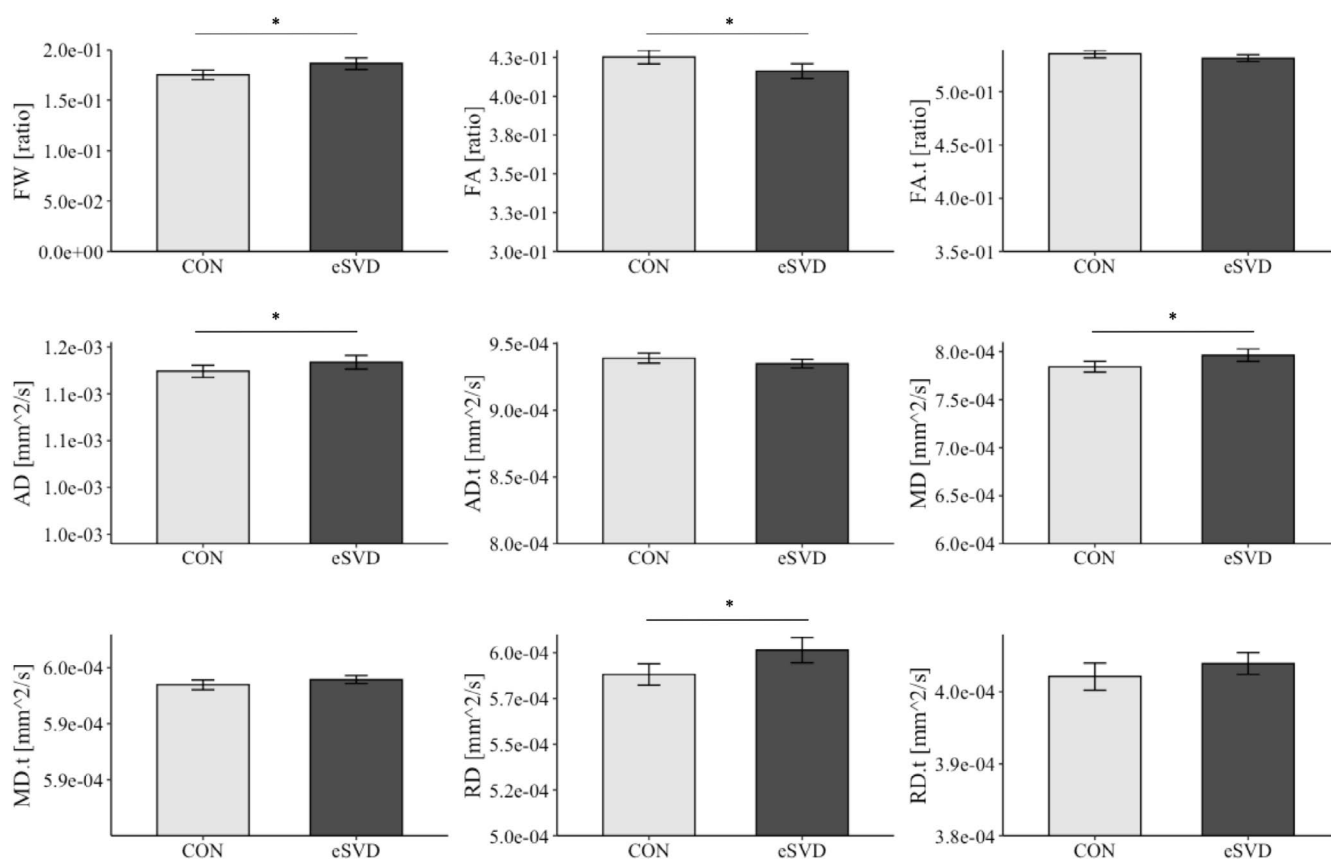 *
FW [ratio]
2.0e−01
1.5e−01
1.0e−01
5.0e−02
0.0e+00
CON eSVD
*
FA [ratio]
4.3e−01
4.0e−01
3.8e−01
3.5e−01
3.3e−01
3.0e−01
CON eSVD
FA.t [ratio]
5.0e−01
4.5e−01
4.0e−01
3.5e−01
CON eSVD
*
AD [mm^2/s]
1.2e−03
1.1e−03
1.1e−03
1.0e−03
1.0e−03
CON eSVD
AD.t [mm^2/s]
9.5e−04
9.0e−04
8.5e−04
8.0e−04
CON eSVD
*
MD [mm^2/s]
8.0e−04
7.5e−04
7.0e−04
6.5e−04
6.0e−04
CON eSVD
MD.t [mm^2/s]
6.0e−04
5.9e−04
5.9e−04
CON eSVD
*
RD [mm^2/s]
6.0e−04
5.7e−04
5.5e−04
5.2e−04
5.0e−04
CON eSVD
RD.t [mm^2/s]
4.0e−04
3.9e−04
3.8e−04
CON eSVD